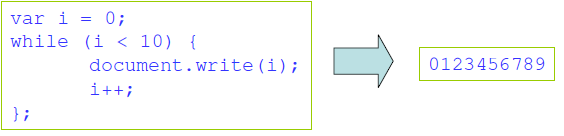 var i = 0;
while (i < 10) {
        document.write(i);
        i++;
};
0123456789